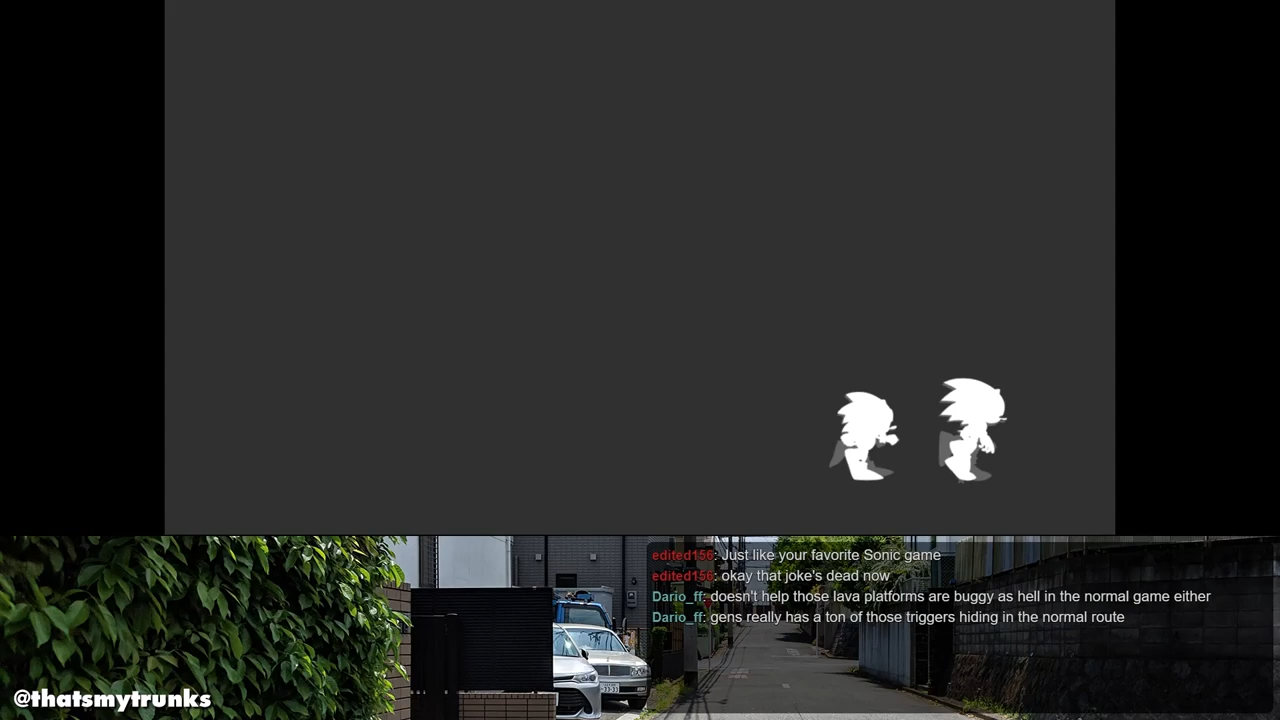 edited156: Just like your favorite Sonic game
edited156: okay that joke's dead now
Dario_ff: doesn't help those lava platforms are buggy as hell in the normal game either
Dario_ff: gens really has a ton of those triggers hiding in the normal route
@thatsmytrunks